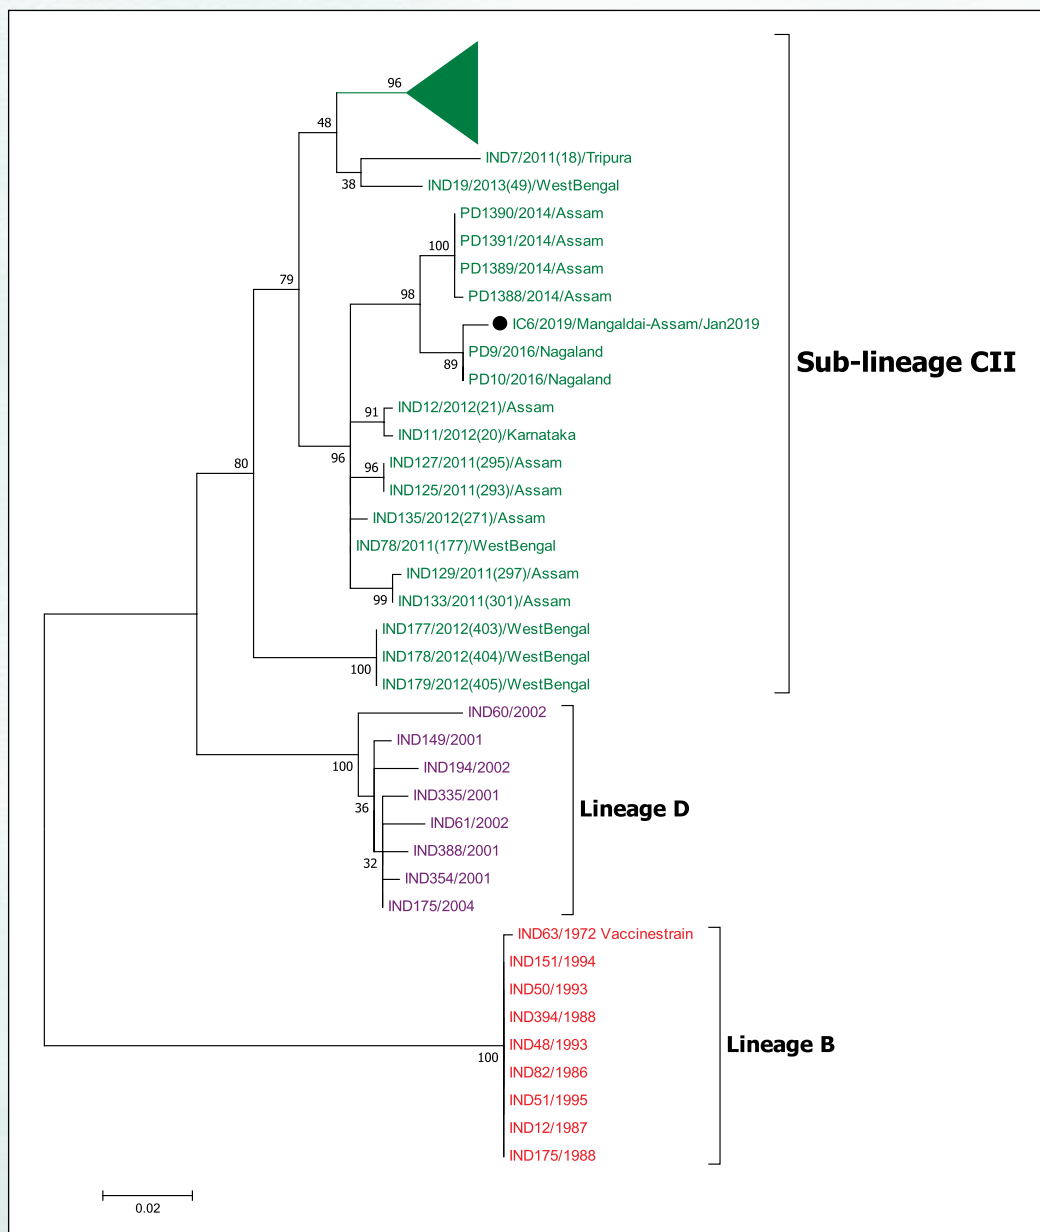 96
48
IND7/2011(18)/Tripura
38
IND19/2013(49)/WestBengal
PD1390/2014/Assam
PD1391/2014/Assam
100
PD1389/2014/Assam
79
98
PD1388/2014/Assam
IC6/2019/Mangaldai-Assam/Jan2019
PD9/2016/Nagaland
89
PD10/2016/Nagaland
Sub-lineage CII
91
IND12/2012(21)/Assam
IND11/2012(20)/Karnataka
80
96
96
IND127/2011(295)/Assam
IND125/2011(293)/Assam
IND135/2012(271)/Assam
IND78/2011(177)/WestBengal
IND129/2011(297)/Assam
99
IND133/2011(301)/Assam
IND177/2012(403)/WestBengal
IND178/2012(404)/WestBengal
100
IND179/2012(405)/WestBengal
IND60/2002
IND149/2001
100
IND194/2002
IND335/2001
36
Lineage D
IND61/2002
IND388/2001
32
IND354/2001
IND175/2004
IND63/1972 Vaccinestrain
IND151/1994
IND50/1993
IND394/1988
IND48/1993
100
Lineage B
IND82/1986
IND51/1995
IND12/1987
IND175/1988
0.02